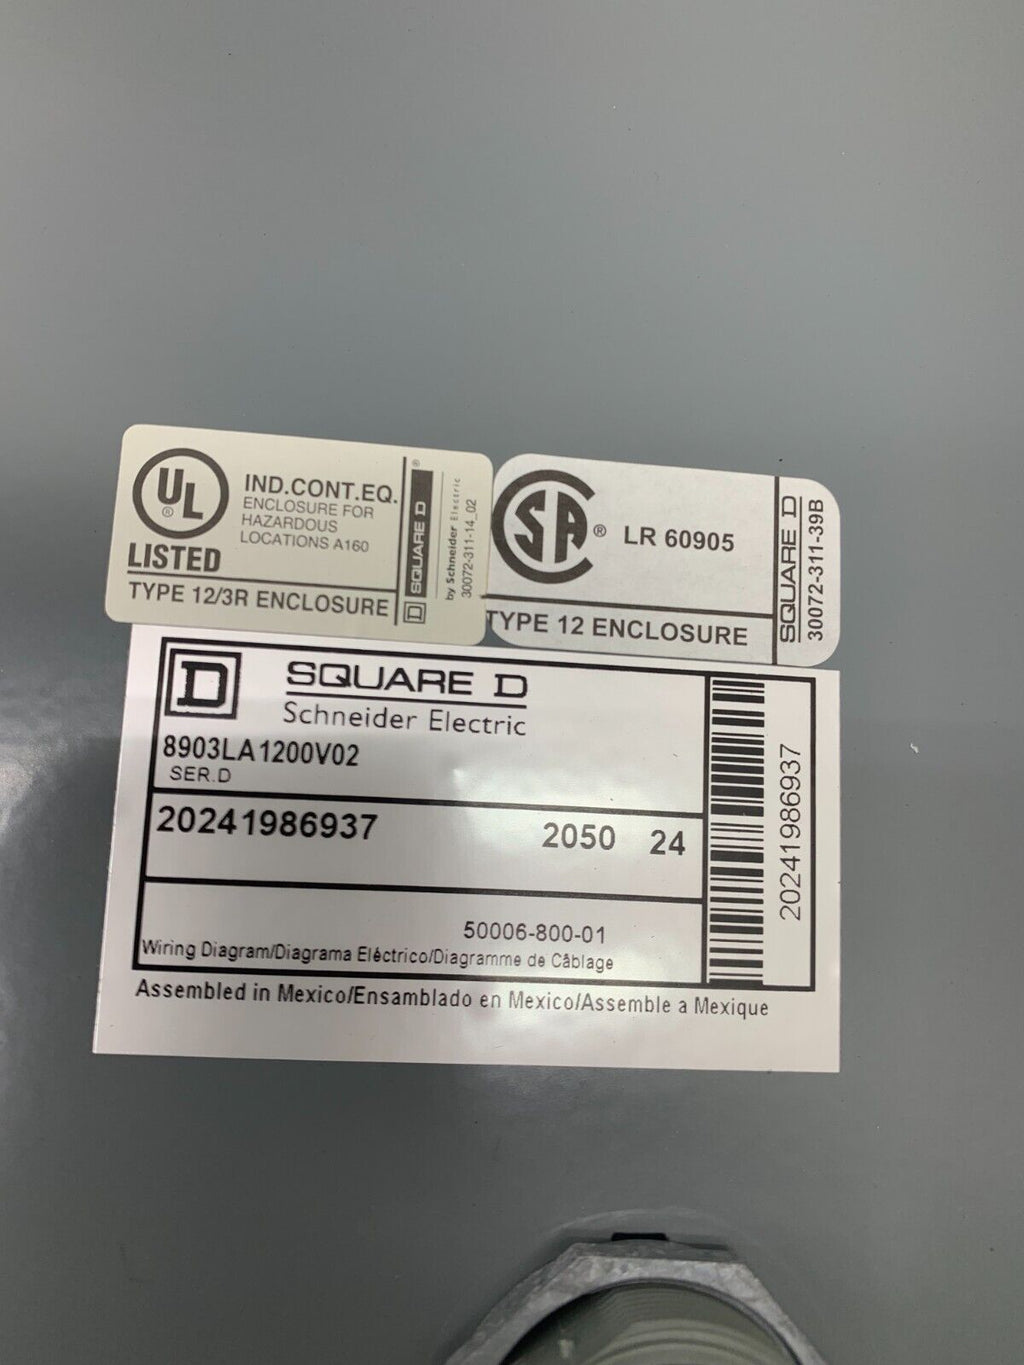 UL
®
LISTED
IND.CONT.EQ.
ENCLOSURE FOR
HAZARDOUS
LOCATIONS A160
TYPE 12/3R ENCLOSURE
D SQUARE D ®
by Schneider Electric
30072-311-14_02
SA ®
LR 60905
TYPE 12 ENCLOSURE
SQUARE D
30072-311-39B
D
SQUARE D
Schneider Electric
8903LA1200V02
SER.D
20241986937 2050 24
50006-800-01
Wiring Diagram/Diagrama Eléctrico/Diagramme de Câblage
20241986937
Assembled in Mexico/Ensamblado en Mexico/Assemble a Mexique